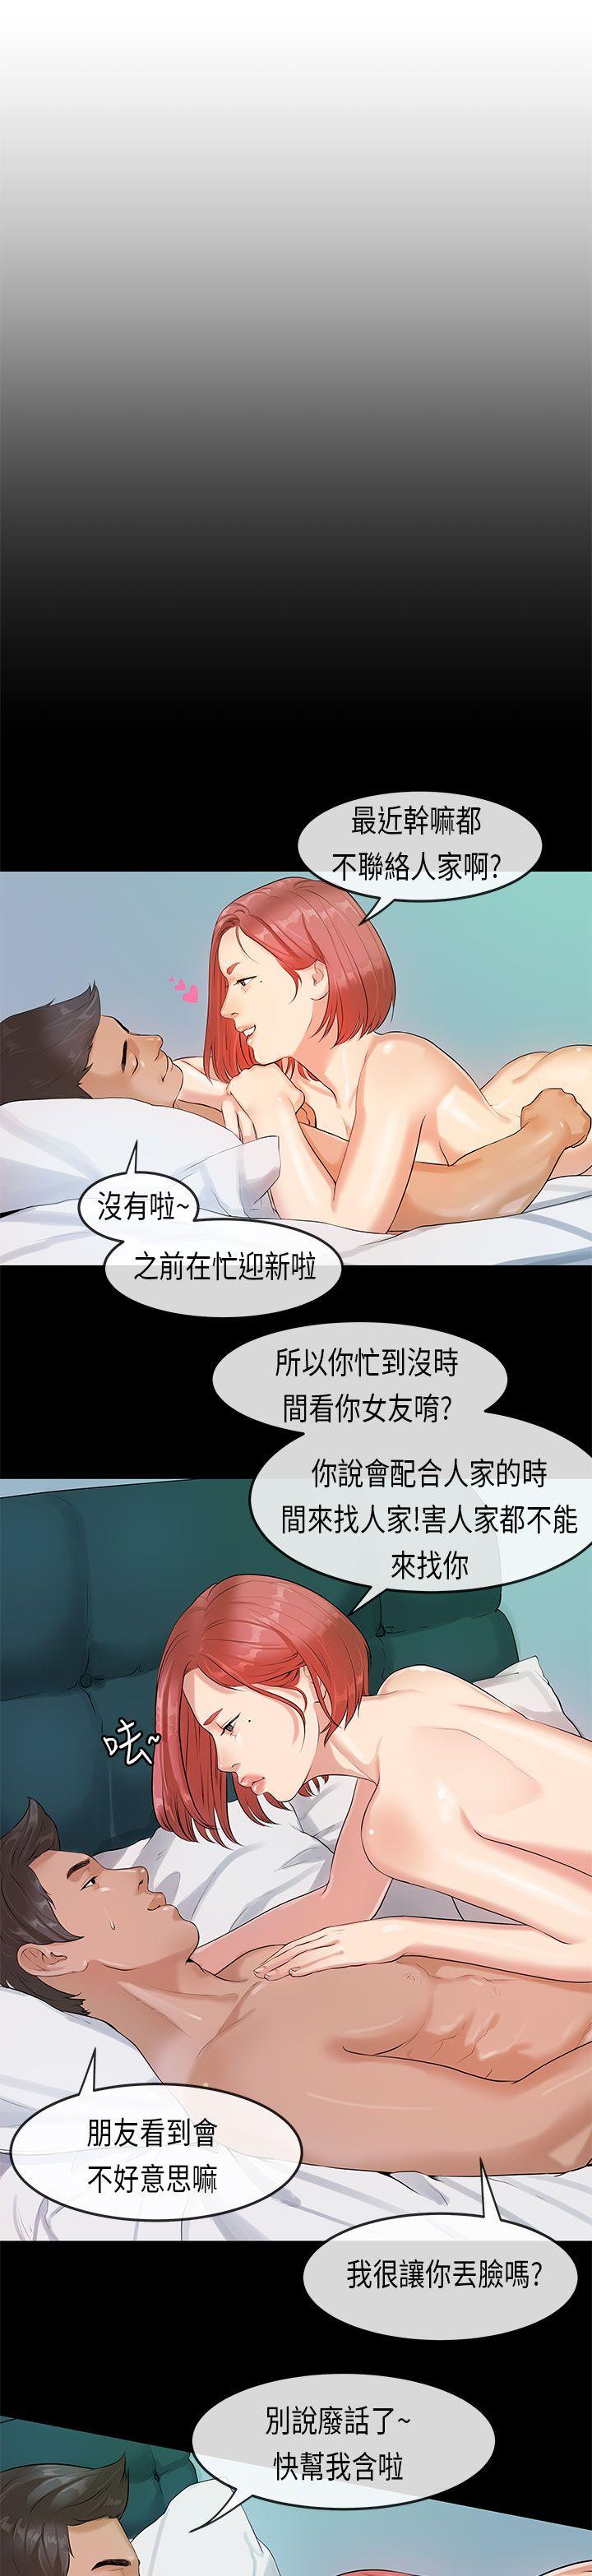 最近幹嘛都
不聯絡人家啊?
沒有啦~
之前在忙迎新啦
所以你忙到沒時
間看你女友唷?
你說會配合人家的時
間來找人家!害人家都不能
來找你
呿~
朋友看到會
不好意思嘛
我很讓你丟臉嗎?
別說廢話了~
快幫我含啦